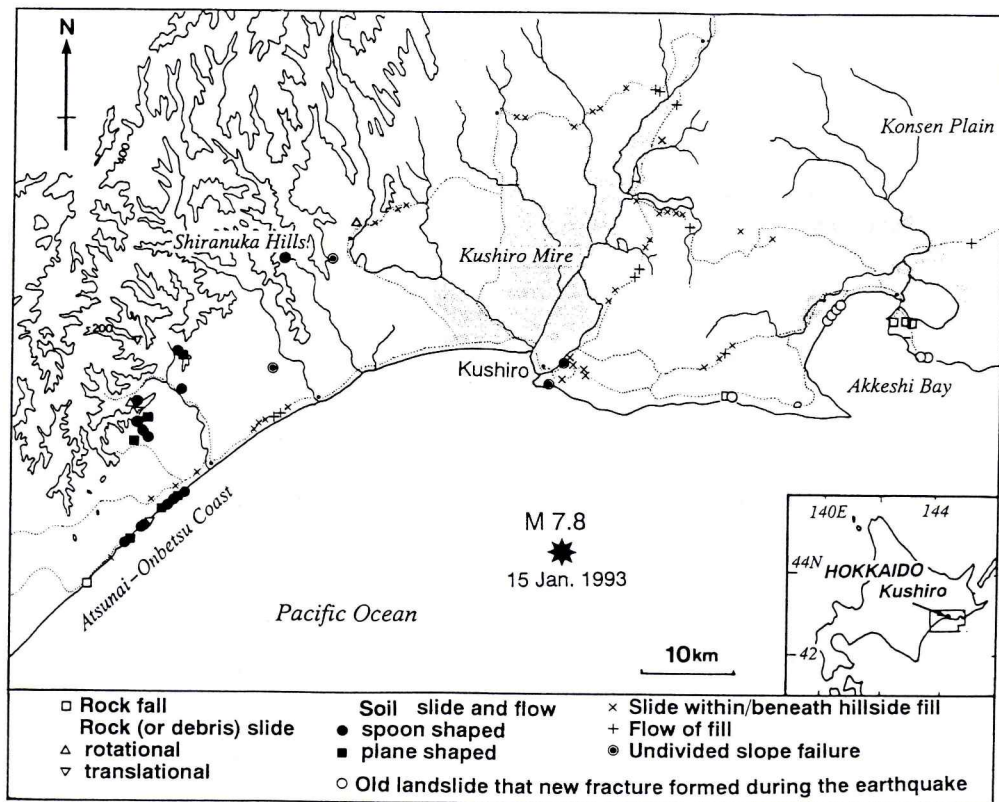 N
400
Konsen Plain
Shiranuka Hills
Kushiro Mire
200
Kushiro
Akkeshi Bay
Atsunai-Onbetsu Coast
M 7.8
15 Jan. 1993
Pacific Ocean
10km
140E 144
44N
HOKKAIDO
Kushiro
42
□ Rock fall
Rock (or debris) slide
△ rotational
▽ translational
Soil slide and flow
● spoon shaped
■ plane shaped
× Slide within/beneath hillside fill
+ Flow of fill
◉ Undivided slope failure
○ Old landslide that new fracture formed during the earthquake